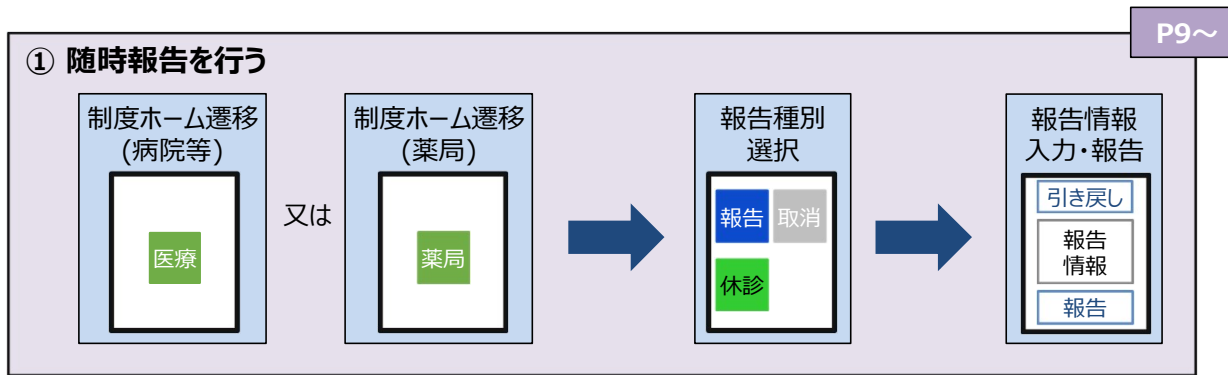 P9～
① 随時報告を行う
制度ホーム遷移
(病院等)
医療
又は
制度ホーム遷移
(薬局)
薬局
報告種別
選択
報告
取消
休診
報告情報
入力・報告
引き戻し
報告
情報
報告